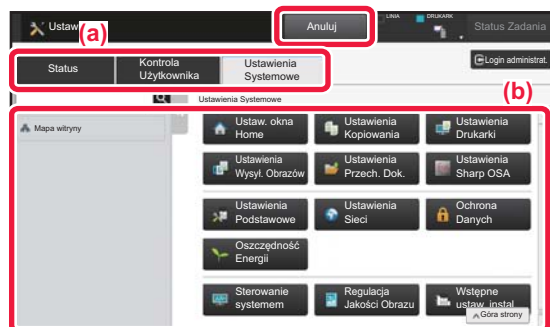 Ustaw
(a)
Anuluj
LINIA
DRUKARK
Status Zadania
Status
Kontrola
Użytkownika
Ustawienia
Systemowe
Login administrat.
(b)
Ustawienia Systemowe
Mapa witryny
Ustaw. okna
Home
Ustawienia
Kopiowania
Ustawienia
Drukarki
Ustawienia
Wysył. Obrazów
Ustawienia
Przech. Dok.
Ustawienia
Sharp OSA
Ustawienia
Podstawowe
Ustawienia
Sieci
Ochrona
Danych
Oszczędność
Energii
Sterowanie
systemem
Regulacja
Jakości Obrazu
Wstępne
ustaw. instal.
Góra strony